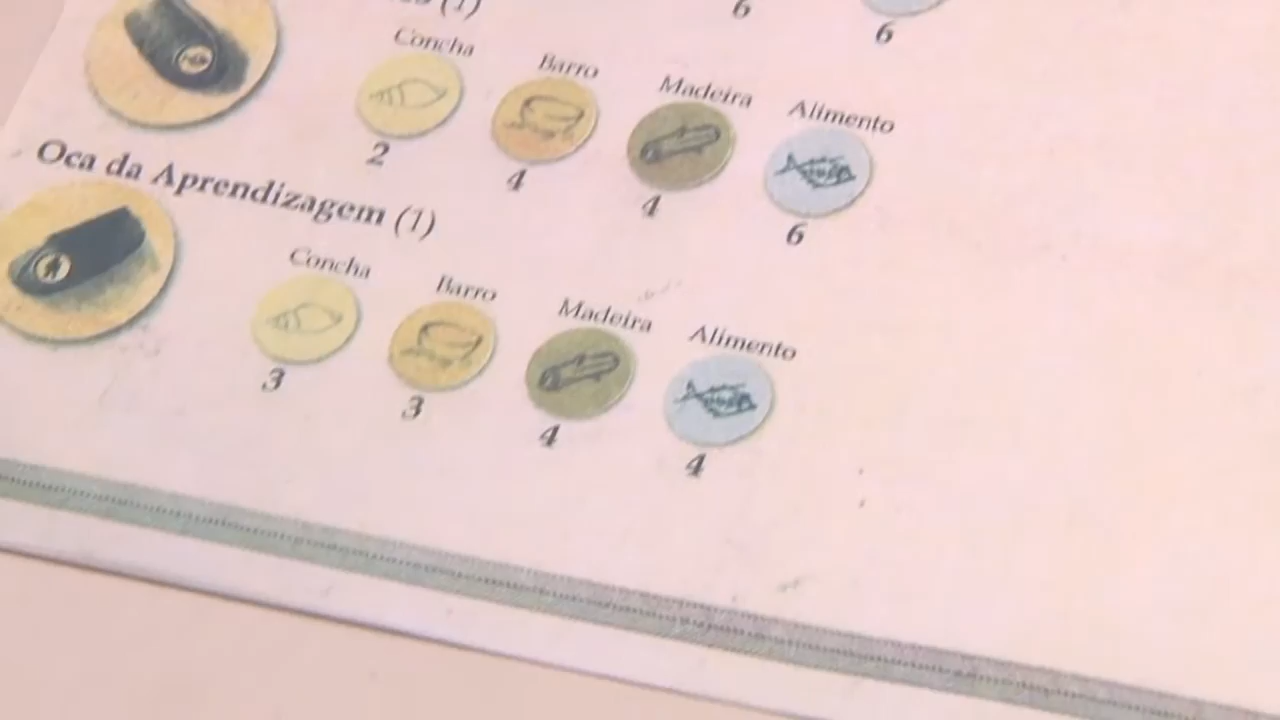 (1)
6
6
Concha
Barro
Madeira
Alimento
2
4
4
6
Oca da Aprendizagem (1)
Concha
Barro
Madeira
Alimento
3
3
4
4